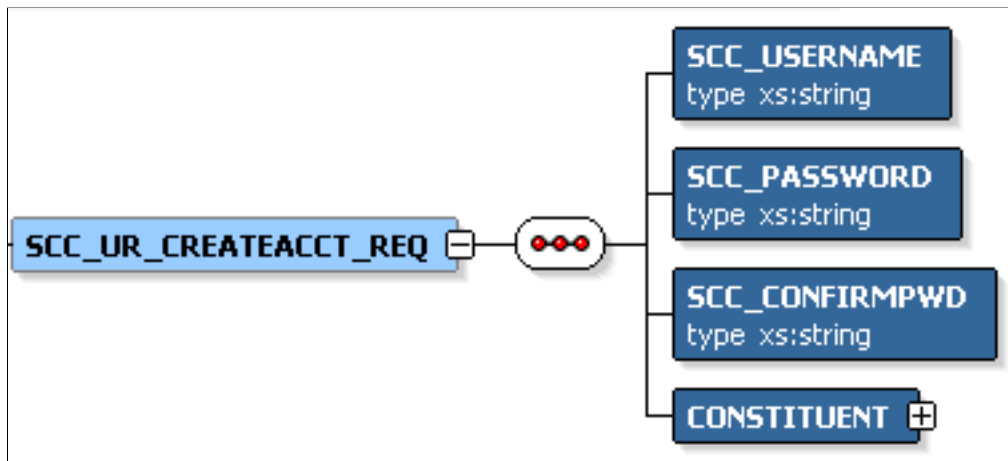 SCC_USERNAME
type xs:string
SCC_PASSWORD
type xs:string
SCC_UR_CREATEACCT_REQ
SCC_CONFIRMPWD
type xs:string
CONSTITUENT